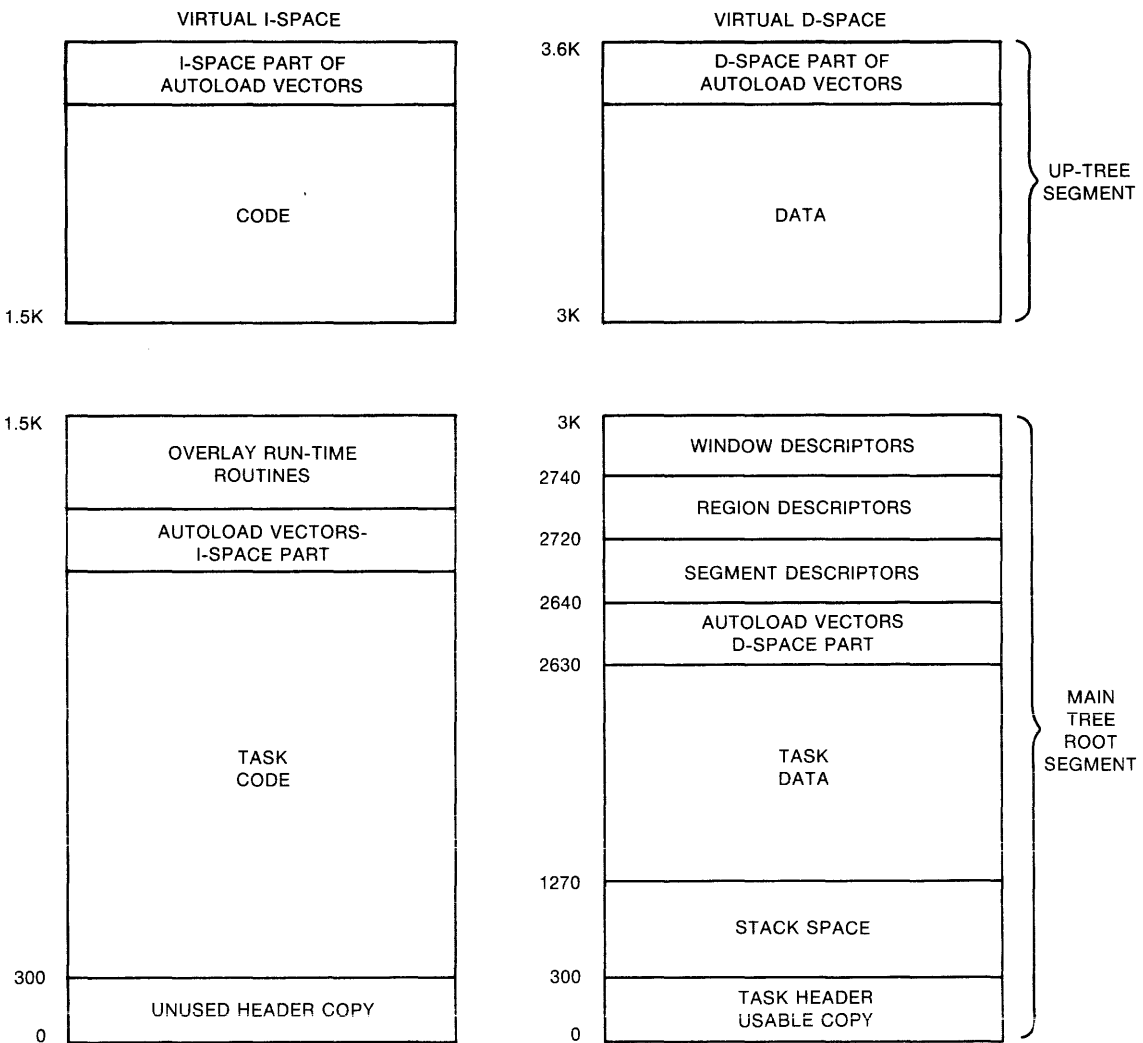 VIRTUAL I-SPACE
I-SPACE PART OF
AUTOLOAD VECTORS
CODE
1.5K
1.5K
OVERLAY RUN-TIME
ROUTINES
AUTOLOAD VECTORS-
I-SPACE PART
TASK
CODE
300
UNUSED HEADER COPY
0
VIRTUAL D-SPACE
3.6K
D-SPACE PART OF
AUTOLOAD VECTORS
DATA
3K
UP-TREE
SEGMENT
3K
WINDOW DESCRIPTORS
2740
REGION DESCRIPTORS
2720
SEGMENT DESCRIPTORS
2640
AUTOLOAD VECTORS
D-SPACE PART
2630
TASK
DATA
1270
STACK SPACE
300
TASK HEADER
USABLE COPY
0
MAIN
TREE
ROOT
SEGMENT